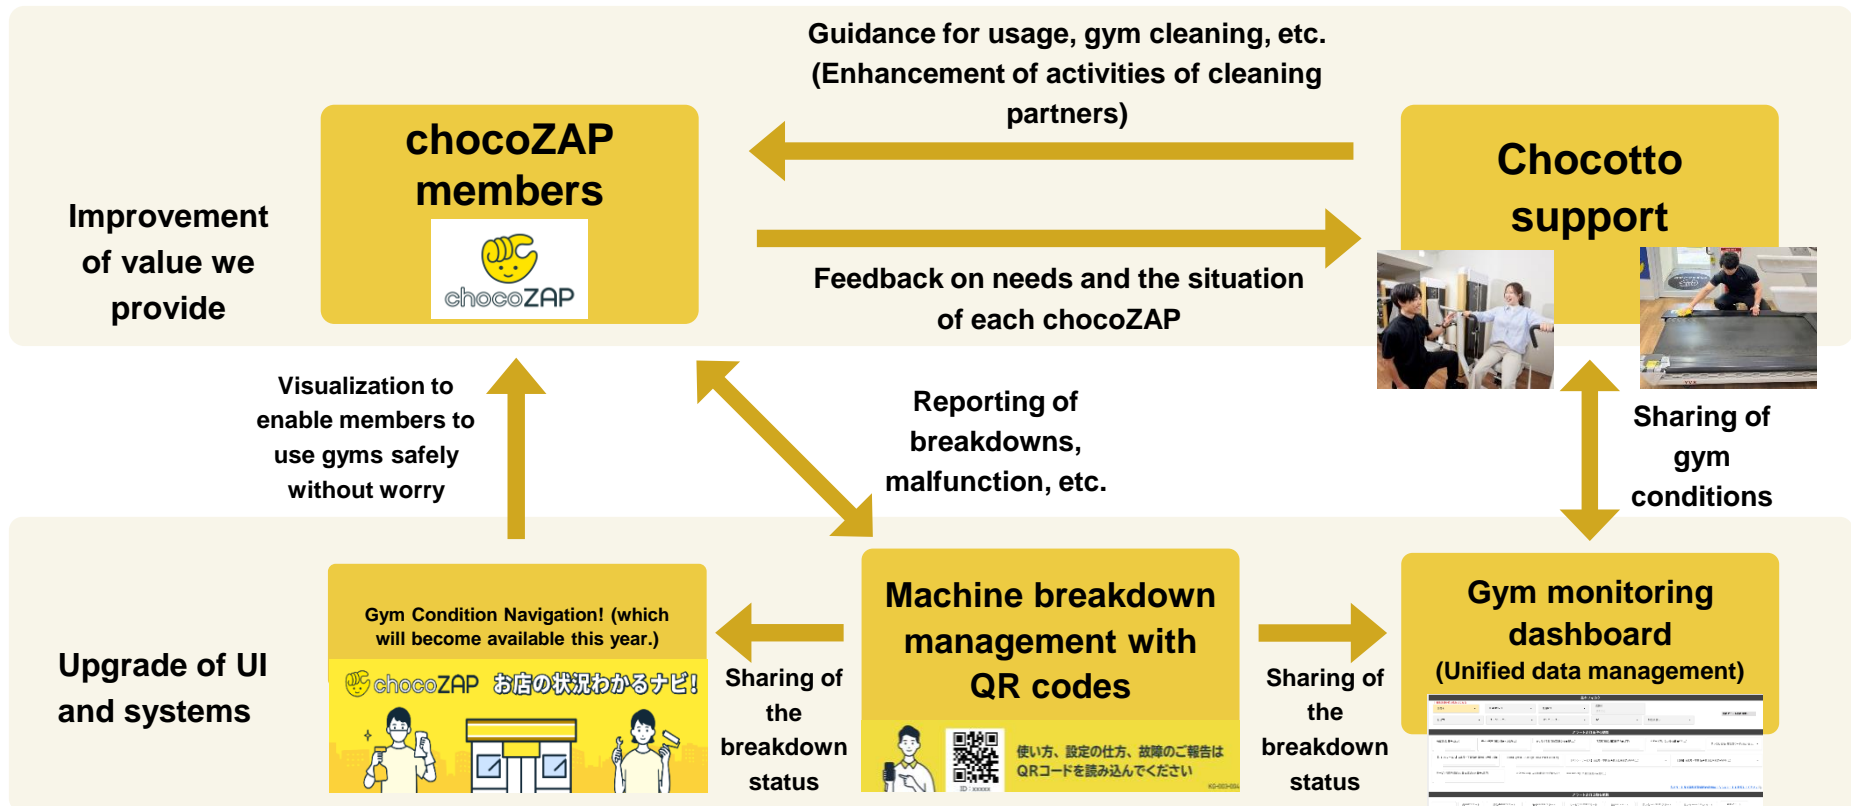 Guidance for usage, gym cleaning, etc.
(Enhancement of activities of cleaning
partners)
chocoZAP
members
chocoZAP
Chocotto
support
Improvement
of value we
provide
Feedback on needs and the situation
of each chocoZAP
Visualization to
enable members to
use gyms safely
without worry
Reporting of
breakdowns,
malfunction, etc.
Sharing of
gym
conditions
Upgrade of UI
and systems
Gym Condition Navigation! (which
will become available this year.)
chocoZAP お店の状況わかるナビ!
Sharing of
the
breakdown
status
Machine breakdown
management with
QR codes
使い方、設定の仕方、故障のご報告は
QRコードを読み込んでください
ID：xxxxx
KG-003-004
Sharing of
the
breakdown
status
Gym monitoring
dashboard
(Unified data management)